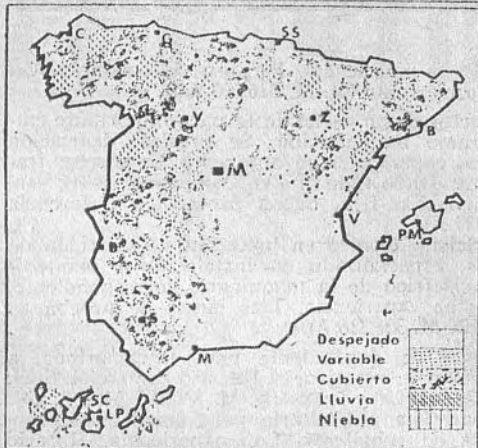 C
O
SS
V
Z
B
M
PM
V
B
S
M
SC
LP
Despejado
Variable
Cubierto
Lluvia
Niebla